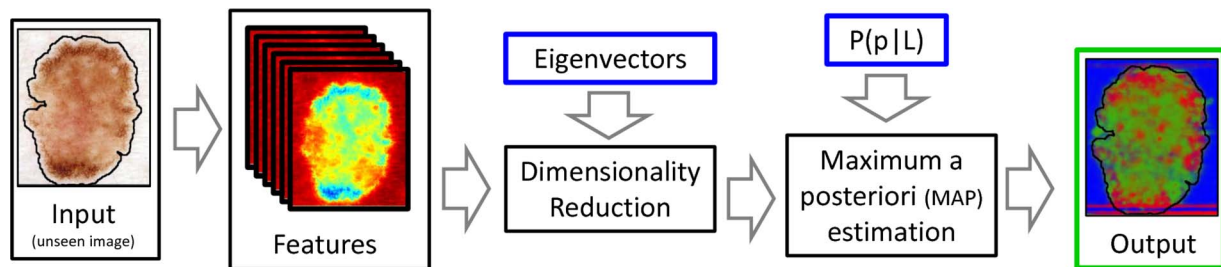 Input
(unseen image)
Features
Eigenvectors
Dimensionality
Reduction
P(p|L)
Maximum a
posteriori (MAP)
estimation
Output